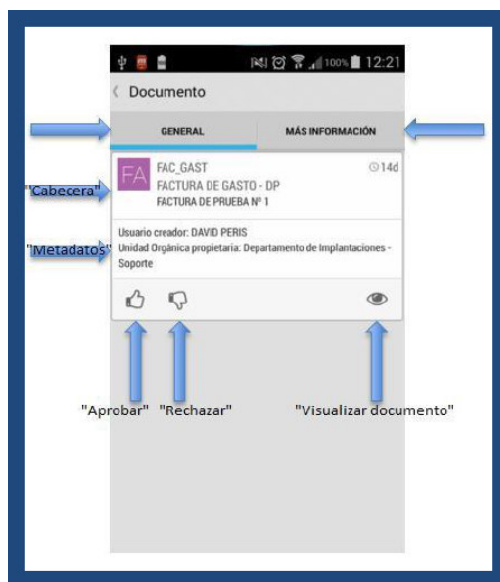 100% 12:21
Documento
GENERAL MÁS INFORMACIÓN
FA FAC_GAST 14d
FACTURA DE GASTO - DP
FACTURA DE PRUEBA Nº 1
"Cabecera"
Usuario creador: DAVID PERIS
"Metadatos" Unidad Orgánica propietaria: Departamento de Implantaciones -
Soporte
"Aprobar" "Rechazar" "Visualizar documento"